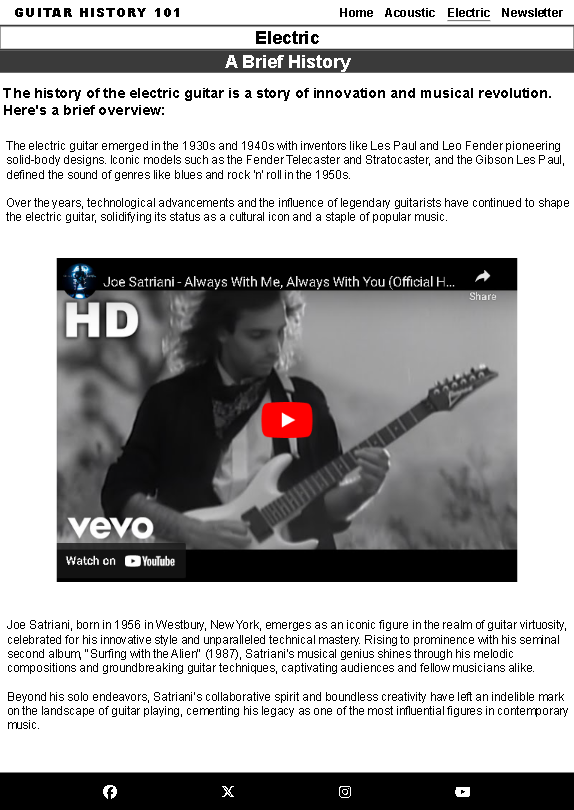 GUITAR HISTORY 101
Home Acoustic Electric Newsletter
Electric
A Brief History
The history of the electric guitar is a story of innovation and musical revolution.
Here's a brief overview:
The electric guitar emerged in the 1930s and 1940s with inventors like Les Paul and Leo Fender pioneering
solid-body designs. Iconic models such as the Fender Telecaster and Stratocaster, and the Gibson Les Paul,
defined the sound of genres like blues and rock 'n' roll in the 1950s.
Over the years, technological advancements and the influence of legendary guitarists have continued to shape
the electric guitar, solidifying its status as a cultural icon and a staple of popular music.
Joe Satriani - Always With Me, Always With You (Official H...
Share
HD
vevo
Watch on YouTube
Joe Satriani, born in 1956 in Westbury, New York, emerges as an iconic figure in the realm of guitar virtuosity,
celebrated for his innovative style and unparalleled technical mastery. Rising to prominence with his seminal
second album, "Surfing with the Alien" (1987), Satriani's musical genius shines through his melodic
compositions and groundbreaking guitar techniques, captivating audiences and fellow musicians alike.
Beyond his solo endeavors, Satriani's collaborative spirit and boundless creativity have left an indelible mark
on the landscape of guitar playing, cementing his legacy as one of the most influential figures in contemporary
music.